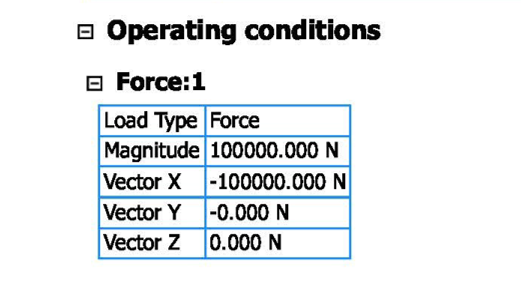 Operating conditions
Force:1
Load Type Force
Magnitude 100000.000 N
Vector X -100000.000 N
Vector Y -0.000 N
Vector Z 0.000 N